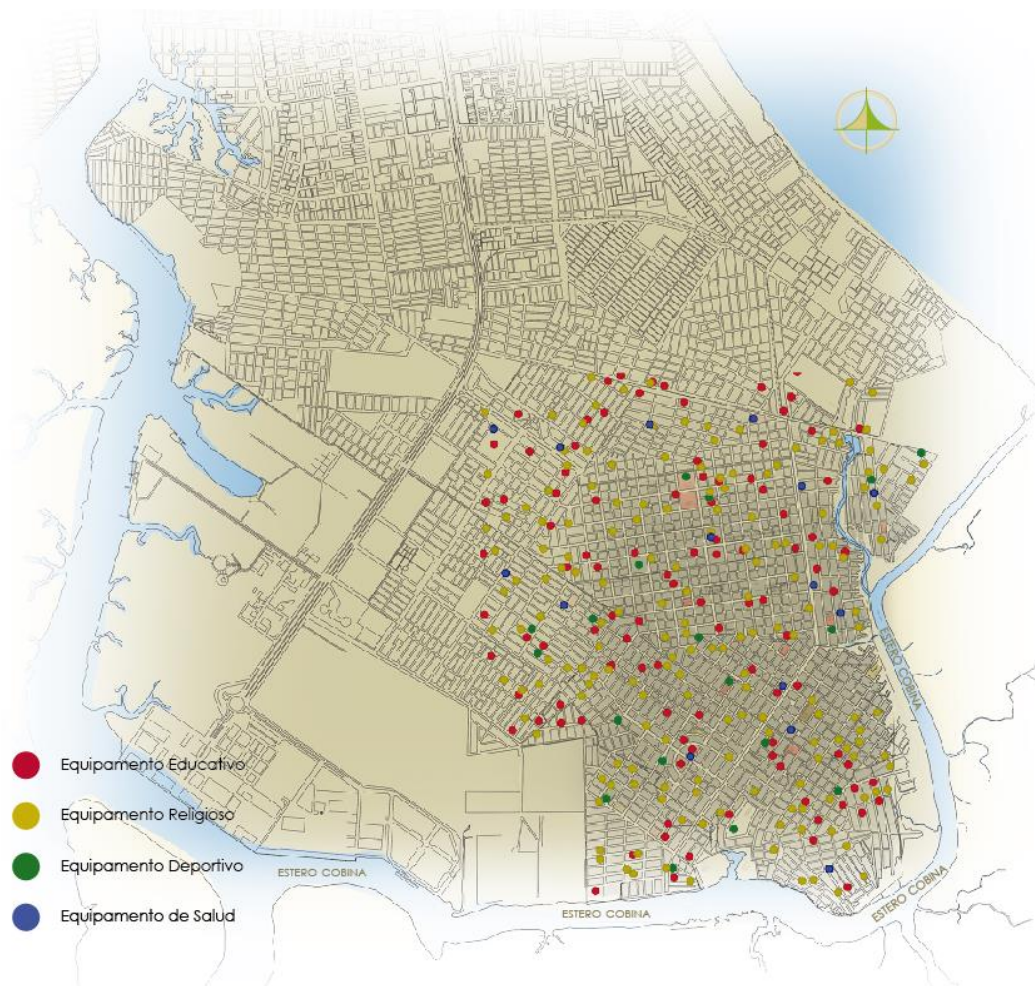 Equipamento Educativo
Equipamento Religioso
Equipamento Deportivo
Equipamento de Salud
ESTERO COBINA
ESTERO COBINA
ESTERO COBINA
ESTERO COBINA